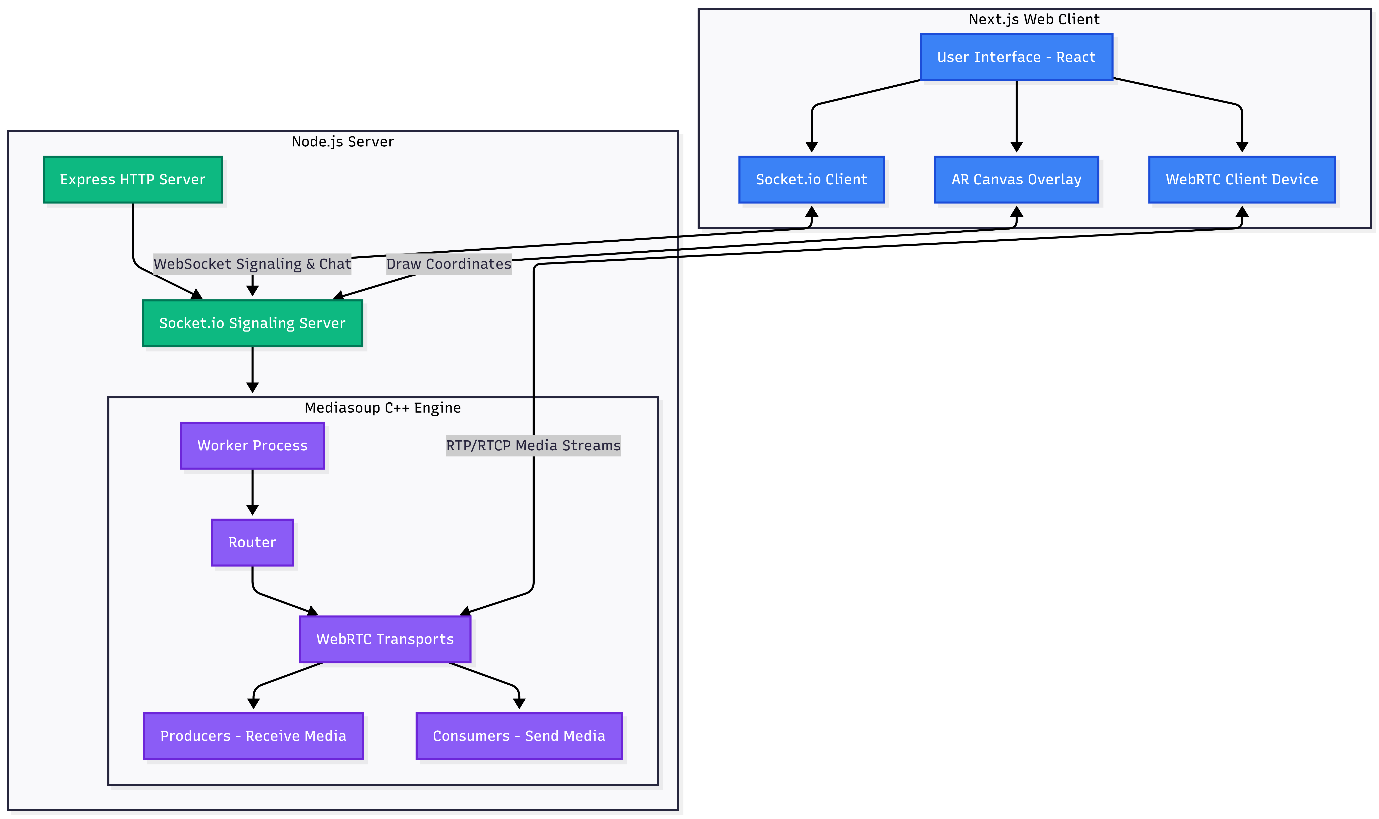 Next.js Web Client
User Interface - React
Socket.io Client
AR Canvas Overlay
WebRTC Client Device
Node.js Server
Express HTTP Server
WebSocket Signaling & Chat
Draw Coordinates
Socket.io Signaling Server
Mediasoup C++ Engine
Worker Process
RTP/RTCP Media Streams
Router
WebRTC Transports
Producers - Receive Media
Consumers - Send Media